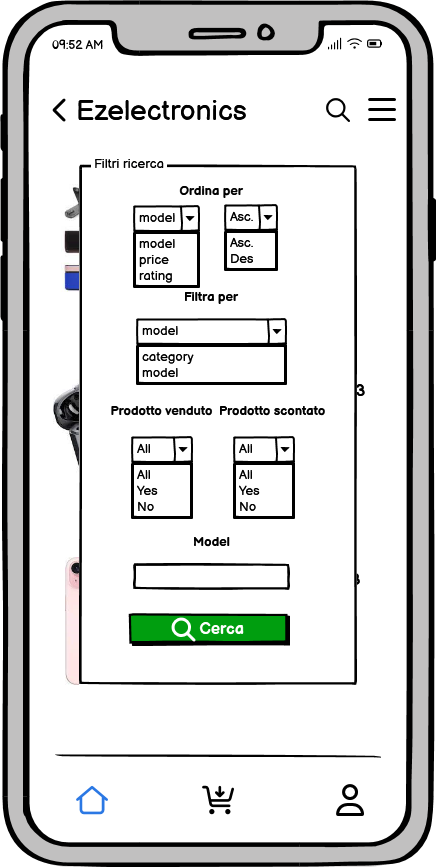 09:52 AM
Ezelectronics
Filtri ricerca
Ordina per
model Asc.
model Asc.
price Des
rating
Filtra per
model
category
model
3
Prodotto venduto Prodotto scontato
All All
All All
Yes Yes
No No
Model
Cerca